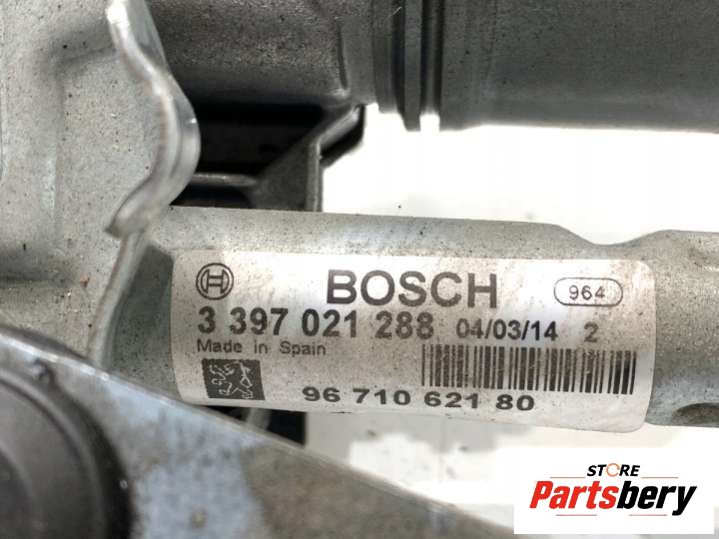 BOSCH 964
3 397 021 288 04/03/14 2
Made in Spain
96 710 621 80
STORE
Partsbery